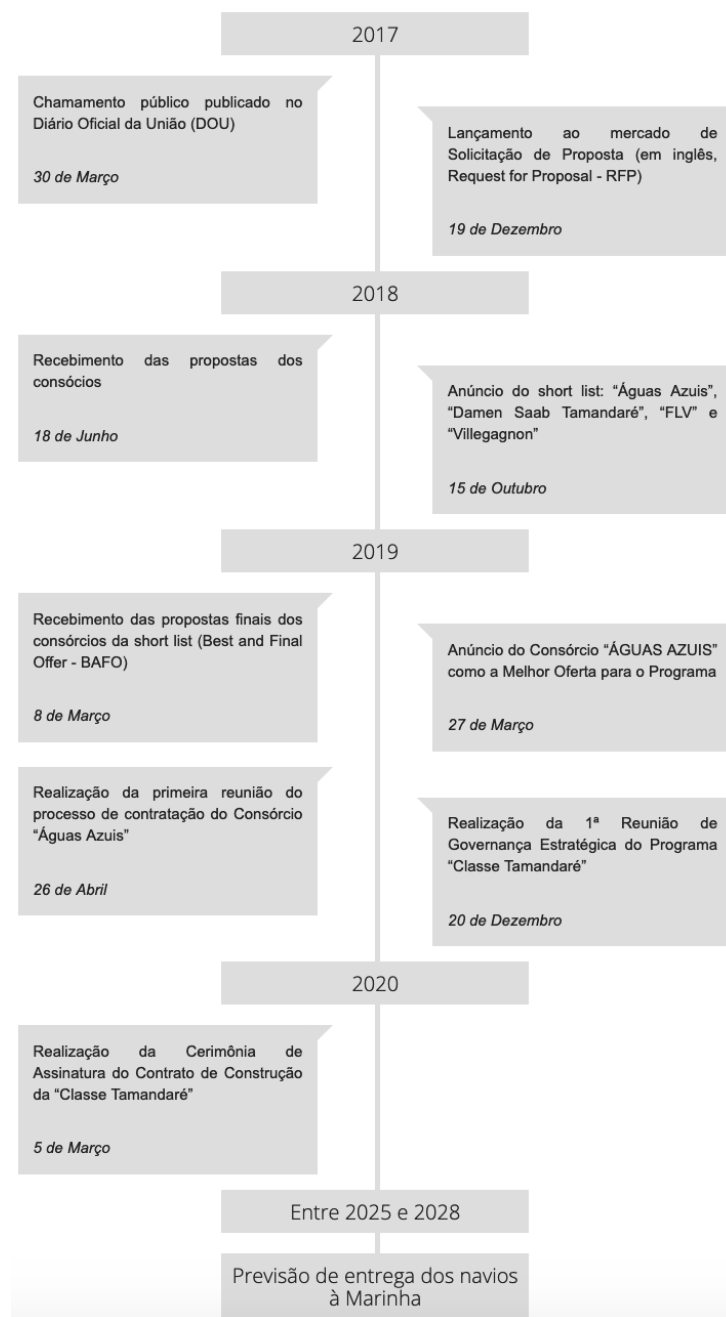 2017
Chamamento público publicado no
Diário Oficial da União (DOU)
30 de Março
Lançamento ao mercado de
Solicitação de Proposta (em inglês,
Request for Proposal - RFP)
19 de Dezembro
2018
Recebimento das propostas dos
consócios
18 de Junho
Anúncio do short list: “Águas Azuis”,
“Damen Saab Tamandaré”, “FLV” e
“Villegagnon”
15 de Outubro
2019
Recebimento das propostas finais dos
consórcios da short list (Best and Final
Offer - BAFO)
8 de Março
Anúncio do Consórcio “ÁGUAS AZUIS”
como a Melhor Oferta para o Programa
27 de Março
Realização da primeira reunião do
processo de contratação do Consórcio
“Águas Azuis”
26 de Abril
Realização da 1ª Reunião de
Governança Estratégica do Programa
“Classe Tamandaré”
20 de Dezembro
2020
Realização da Cerimônia de
Assinatura do Contrato de Construção
da “Classe Tamandaré”
5 de Março
Entre 2025 e 2028
Previsão de entrega dos navios
à Marinha